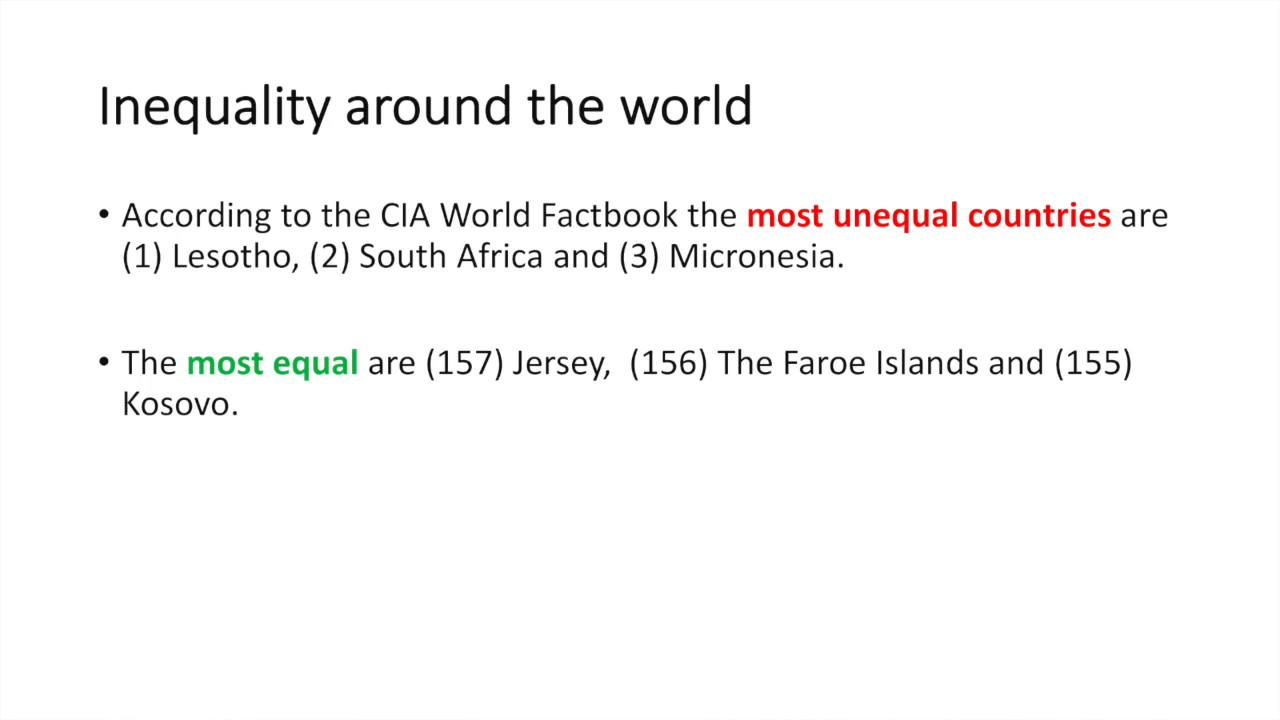 Inequality around the world
• According to the CIA World Factbook the most unequal countries are
(1) Lesotho, (2) South Africa and (3) Micronesia.
• The most equal are (157) Jersey,  (156) The Faroe Islands and (155)
Kosovo.